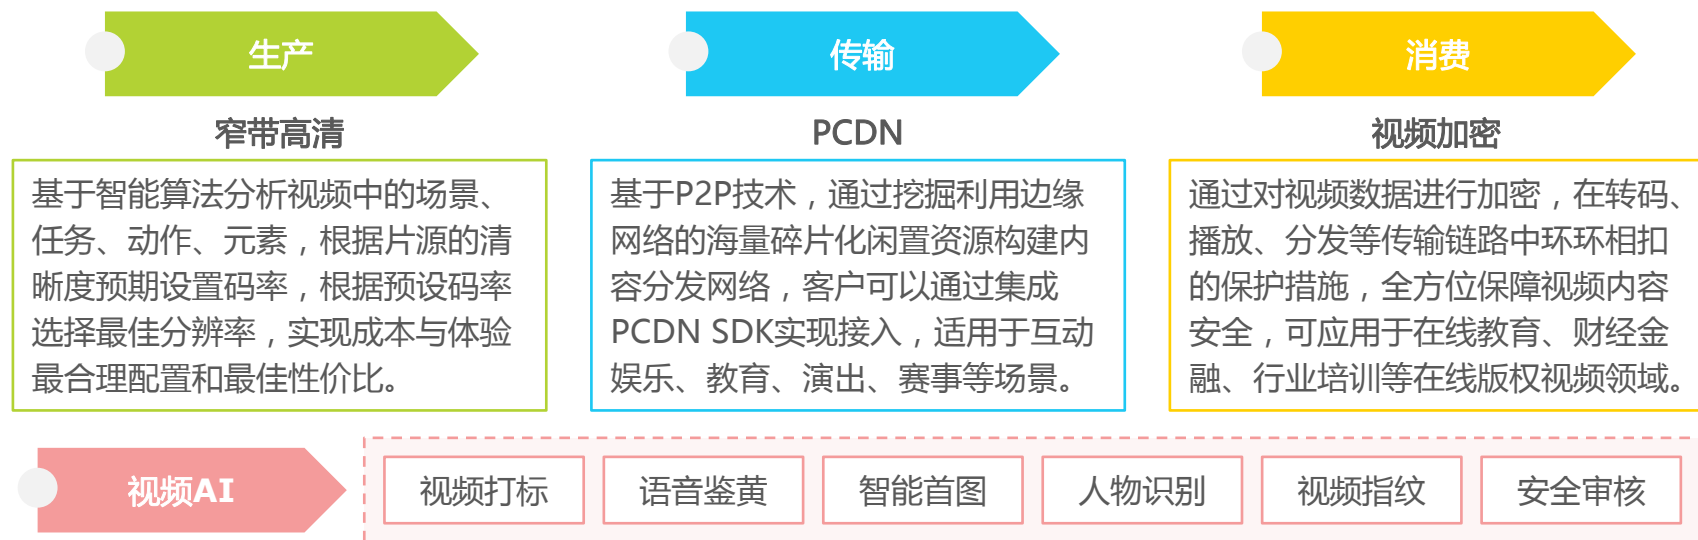 生产
传输
消费
窄带高清
PCDN
视频加密
基于智能算法分析视频中的场景、
任务、动作、元素，根据片源的清
晰度预期设置码率，根据预设码率
选择最佳分辨率，实现成本与体验
最合理配置和最佳性价比。
基于P2P技术，通过挖掘利用边缘
网络的海量碎片化闲置资源构建内
容分发网络，客户可以通过集成
PCDN SDK实现接入，适用于互动
娱乐、教育、演出、赛事等场景。
通过对视频数据进行加密，在转码、
播放、分发等传输链路中环环相扣
的保护措施，全方位保障视频内容
安全，可应用于在线教育、财经金
融、行业培训等在线版权视频领域。
视频AI
视频打标
语音鉴黄
智能首图
人物识别
视频指纹
安全审核